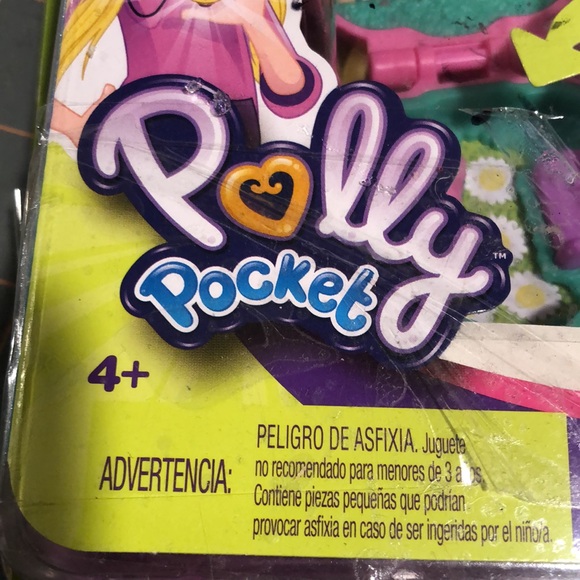 Polly
TM
Pocket
4+
ADVERTENCIA:
PELIGRO DE ASFIXIA. Juguete
no recomendado para menores de 3 años.
Contiene piezas pequeñas que podrían
provocar asfixia en caso de ser ingeridas por el niño/a.